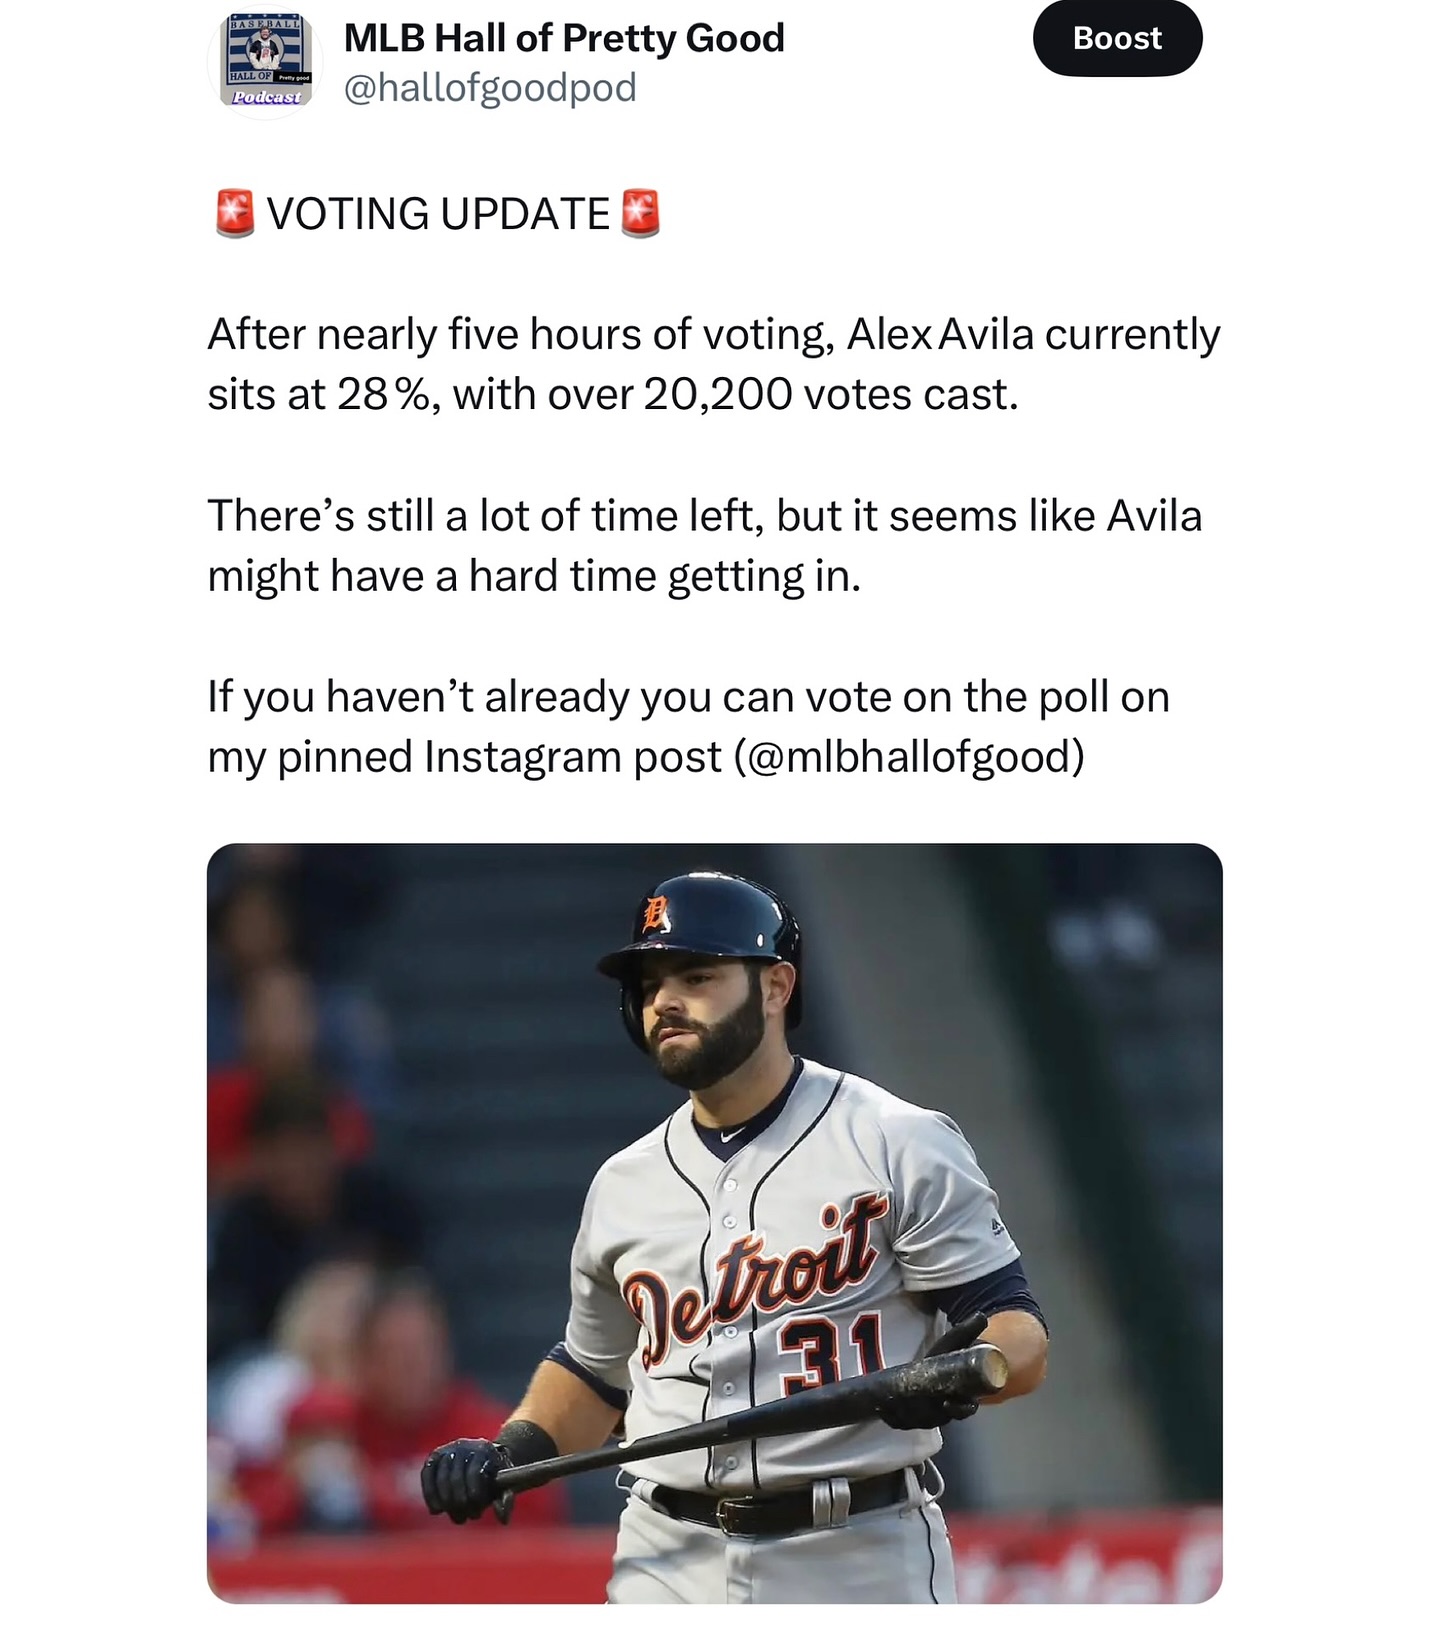 BASEBALL
HALL OF Pretty good
Podcast
MLB Hall of Pretty Good
@hallofgoodpod
Boost
🚨 VOTING UPDATE 🚨
After nearly five hours of voting, Alex Avila currently
sits at 28%, with over 20,200 votes cast.
There’s still a lot of time left, but it seems like Avila
might have a hard time getting in.
If you haven’t already you can vote on the poll on
my pinned Instagram post (@mlbhallofgood)
D
Detroit
31